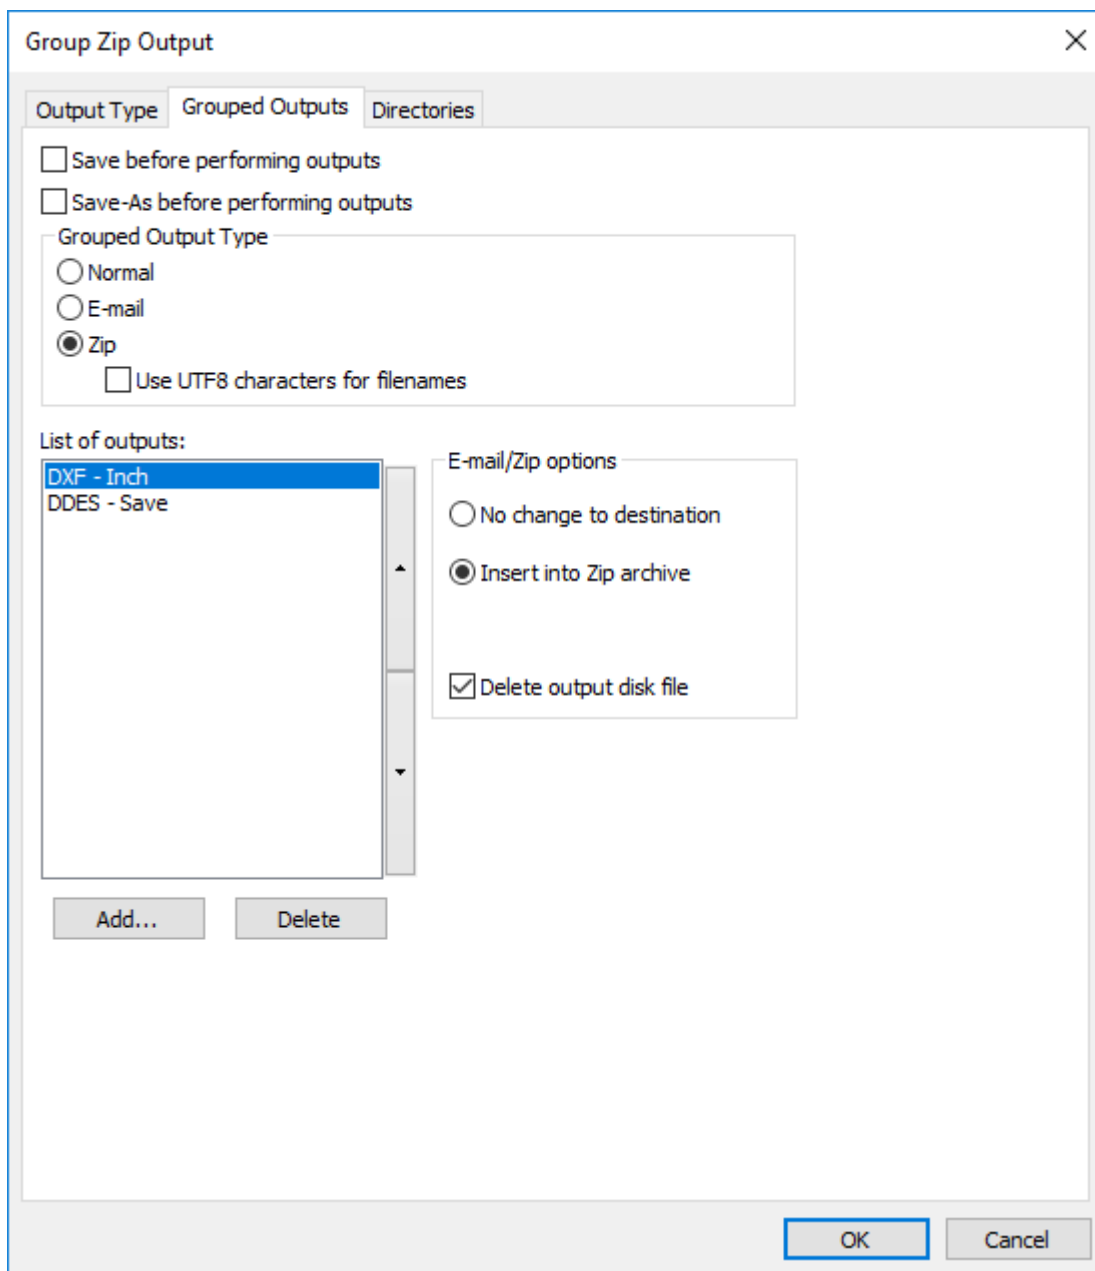 Group Zip Output
Output Type Grouped Outputs Directories
Save before performing outputs
Save-As before performing outputs
Grouped Output Type
Normal
E-mail
Zip
Use UTF8 characters for filenames
List of outputs:
DXF - Inch
DDES - Save
E-mail/Zip options
No change to destination
Insert into Zip archive
Delete output disk file
Add... Delete
OK Cancel